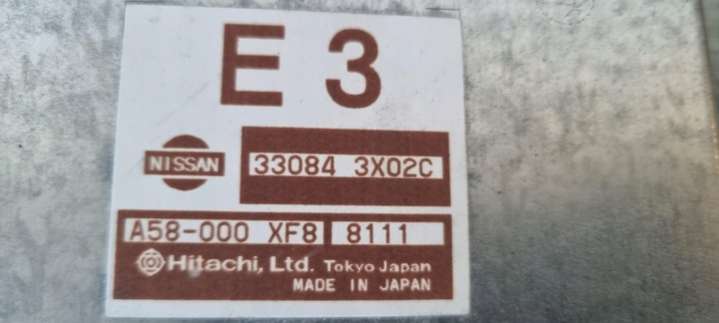 E 3
NISSAN 33084 3X02C
A58-000 XF8 8111
Hitachi, Ltd. Tokyo Japan
MADE IN JAPAN